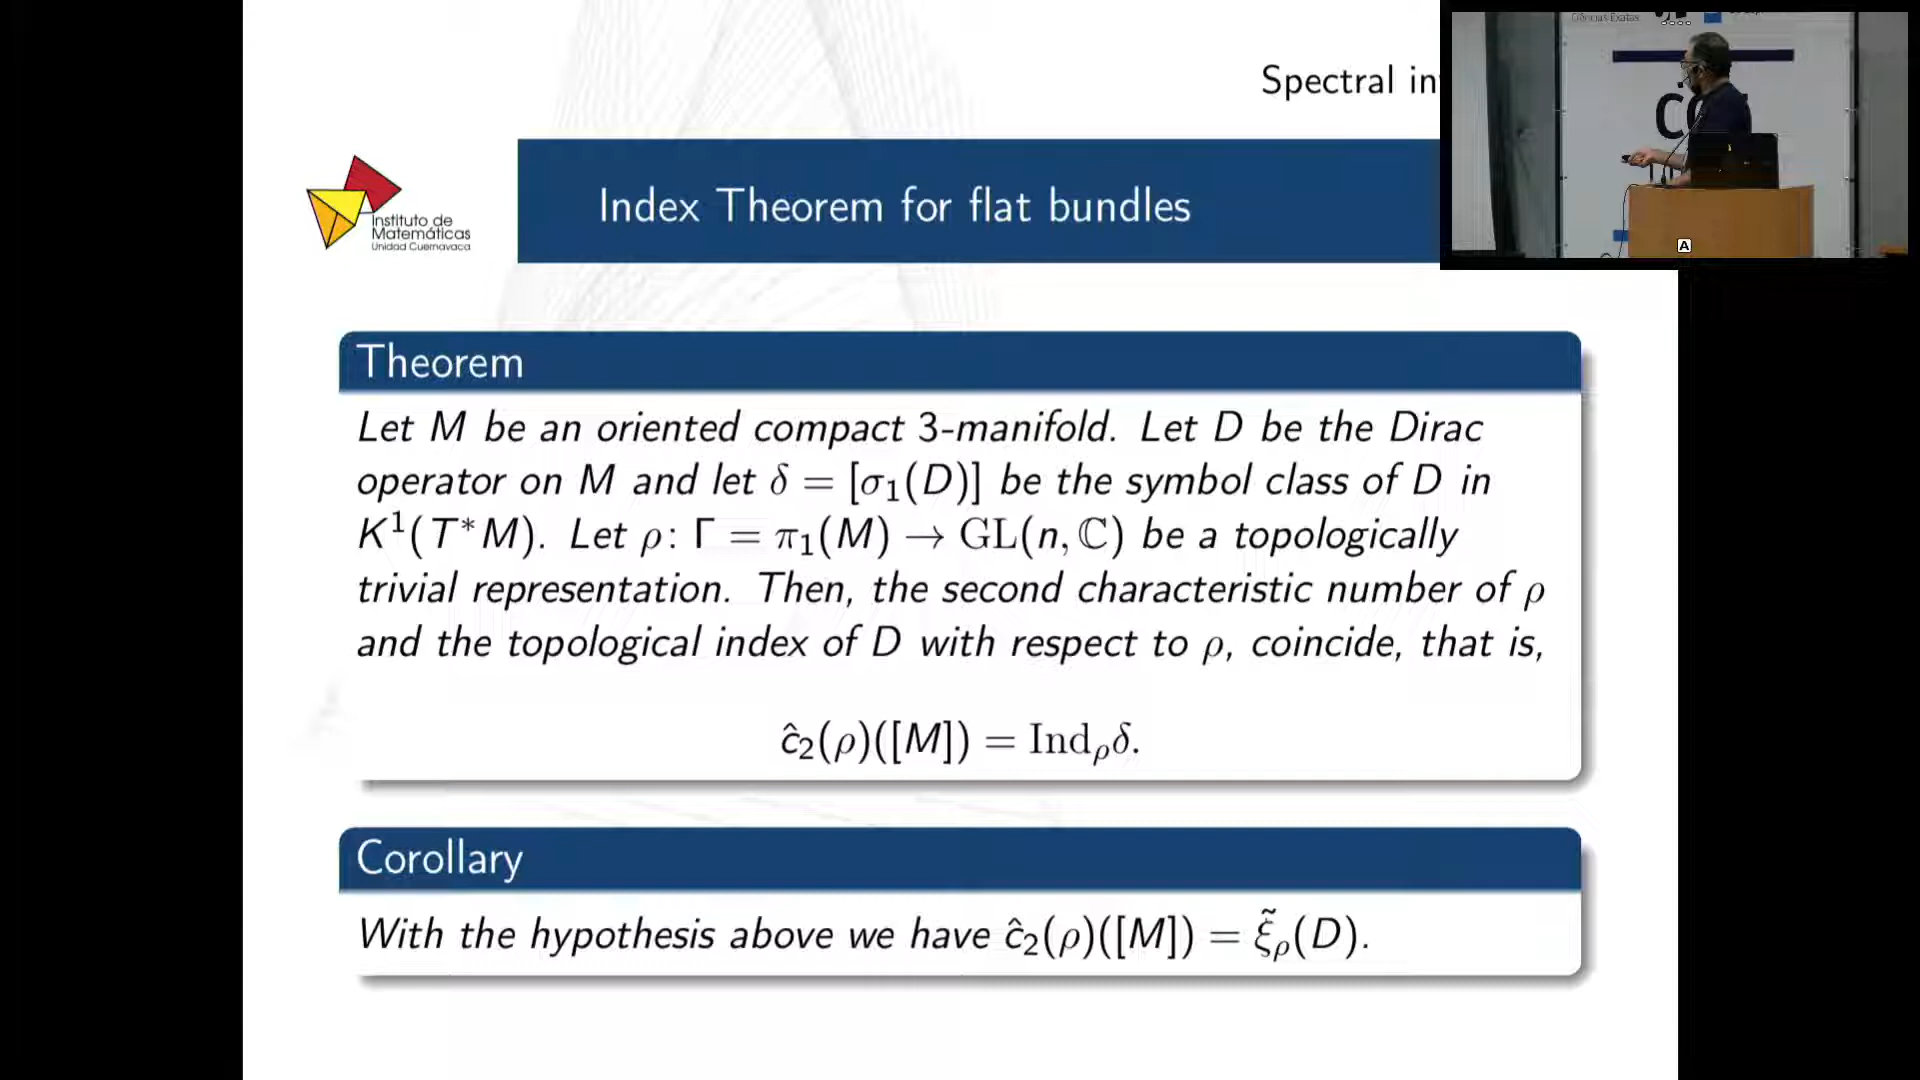 Spectral in
Instituto de
Matemáticas
Unidad Cuernavaca
Index Theorem for flat bundles
Ciências Exatas
A
Theorem
Let M be an oriented compact 3-manifold. Let D be the Dirac
operator on M and let δ = [σ₁(D)] be the symbol class of D in
K¹(T*M). Let ρ: Γ = π₁(M) → GL(n, ℂ) be a topologically
trivial representation. Then, the second characteristic number of ρ
and the topological index of D with respect to ρ, coincide, that is,
ĉ₂(ρ)([M]) = Ind_ρ δ.
Corollary
With the hypothesis above we have ĉ₂(ρ)([M]) = ξ̃_ρ(D).